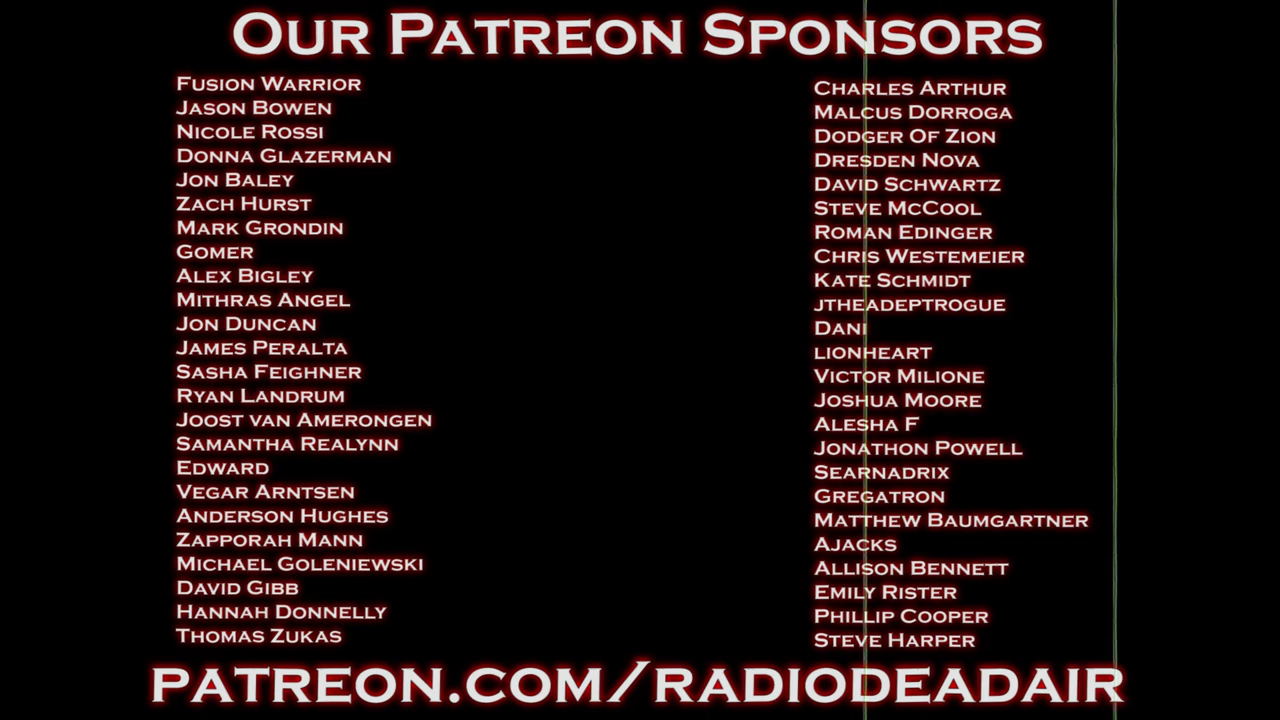 Our Patreon Sponsors
Fusion Warrior
Jason Bowen
Nicole Rossi
Donna Glazerman
Jon Baley
Zach Hurst
Mark Grondin
Gomer
Alex Bigley
Mithras Angel
Jon Duncan
James Peralta
Sasha Feighner
Ryan Landrum
Joost van Amerongen
Samantha Realynn
Edward
Vegar Arntsen
Anderson Hughes
Zapporah Mann
Michael Goleniewski
David Gibb
Hannah Donnelly
Thomas Zukas
Charles Arthur
Malcus Dorroga
Dodger Of Zion
Dresden Nova
David Schwartz
Steve McCool
Roman Edinger
Chris Westemeier
Kate Schmidt
jtheadeptrogue
Dani
lionheart
Victor Milione
Joshua Moore
Alesha F
Jonathon Powell
Searnadrix
Gregatron
Matthew Baumgartner
Ajacks
Allison Bennett
Emily Rister
Phillip Cooper
Steve Harper
patreon.com/radiodeadair